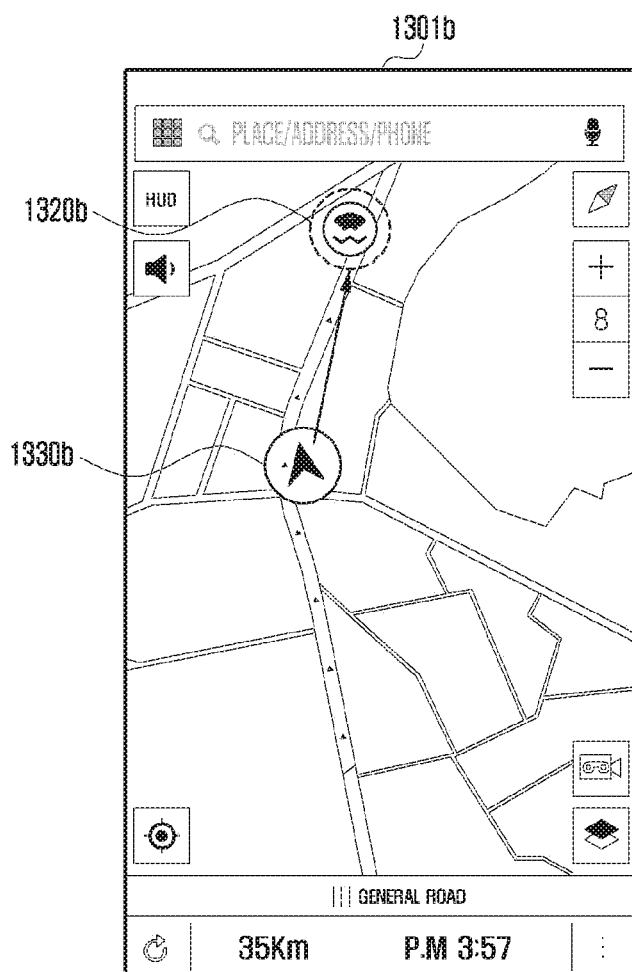 1301b
PLACE/ADDRESS/PHONE
HUD
1320b
8
1330b
GENERAL ROAD
35Km P.M 3:57